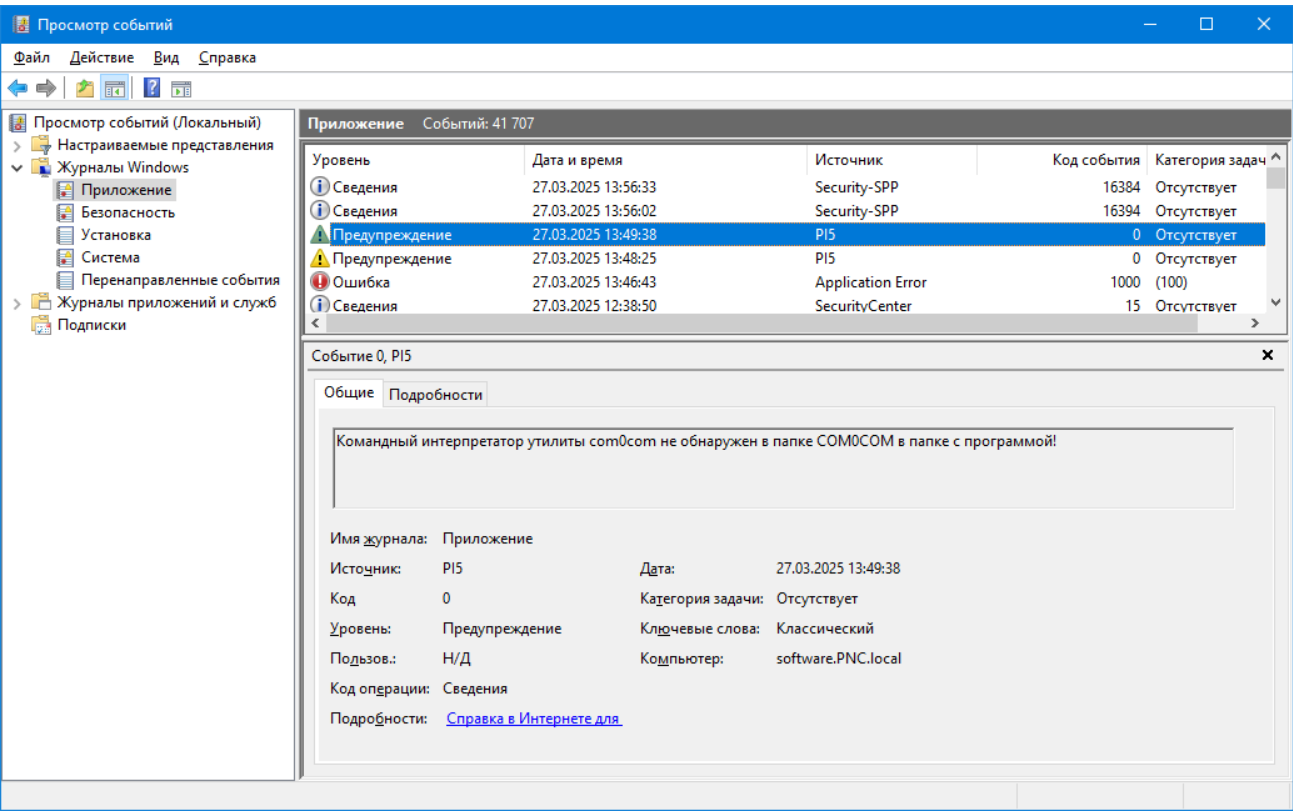 Просмотр событий
Файл Действие Вид Справка
Просмотр событий (Локальный)
Настраиваемые представления
Журналы Windows
Приложение
Безопасность
Установка
Система
Перенаправленные события
Журналы приложений и служб
Подписки
Приложение Событий: 41 707
Уровень Дата и время Источник Код события Категория задач
Сведения 27.03.2025 13:56:33 Security-SPP 16384 Отсутствует
Сведения 27.03.2025 13:56:02 Security-SPP 16394 Отсутствует
Предупреждение 27.03.2025 13:49:38 PI5 0 Отсутствует
Предупреждение 27.03.2025 13:48:25 PI5 0 Отсутствует
Ошибка 27.03.2025 13:46:43 Application Error 1000 (100)
Сведения 27.03.2025 12:38:50 SecurityCenter 15 Отсутствует
Событие 0, PI5
Общие Подробности
Командный интерпретатор утилиты com0com не обнаружен в папке COM0COM в папке с программой!
Имя журнала: Приложение
Источник: PI5 Дата: 27.03.2025 13:49:38
Код 0 Категория задачи: Отсутствует
Уровень: Предупреждение Ключевые слова: Классический
Пользов.: Н/Д Компьютер: software.PNC.local
Код операции: Сведения
Подробности: Справка в Интернете для